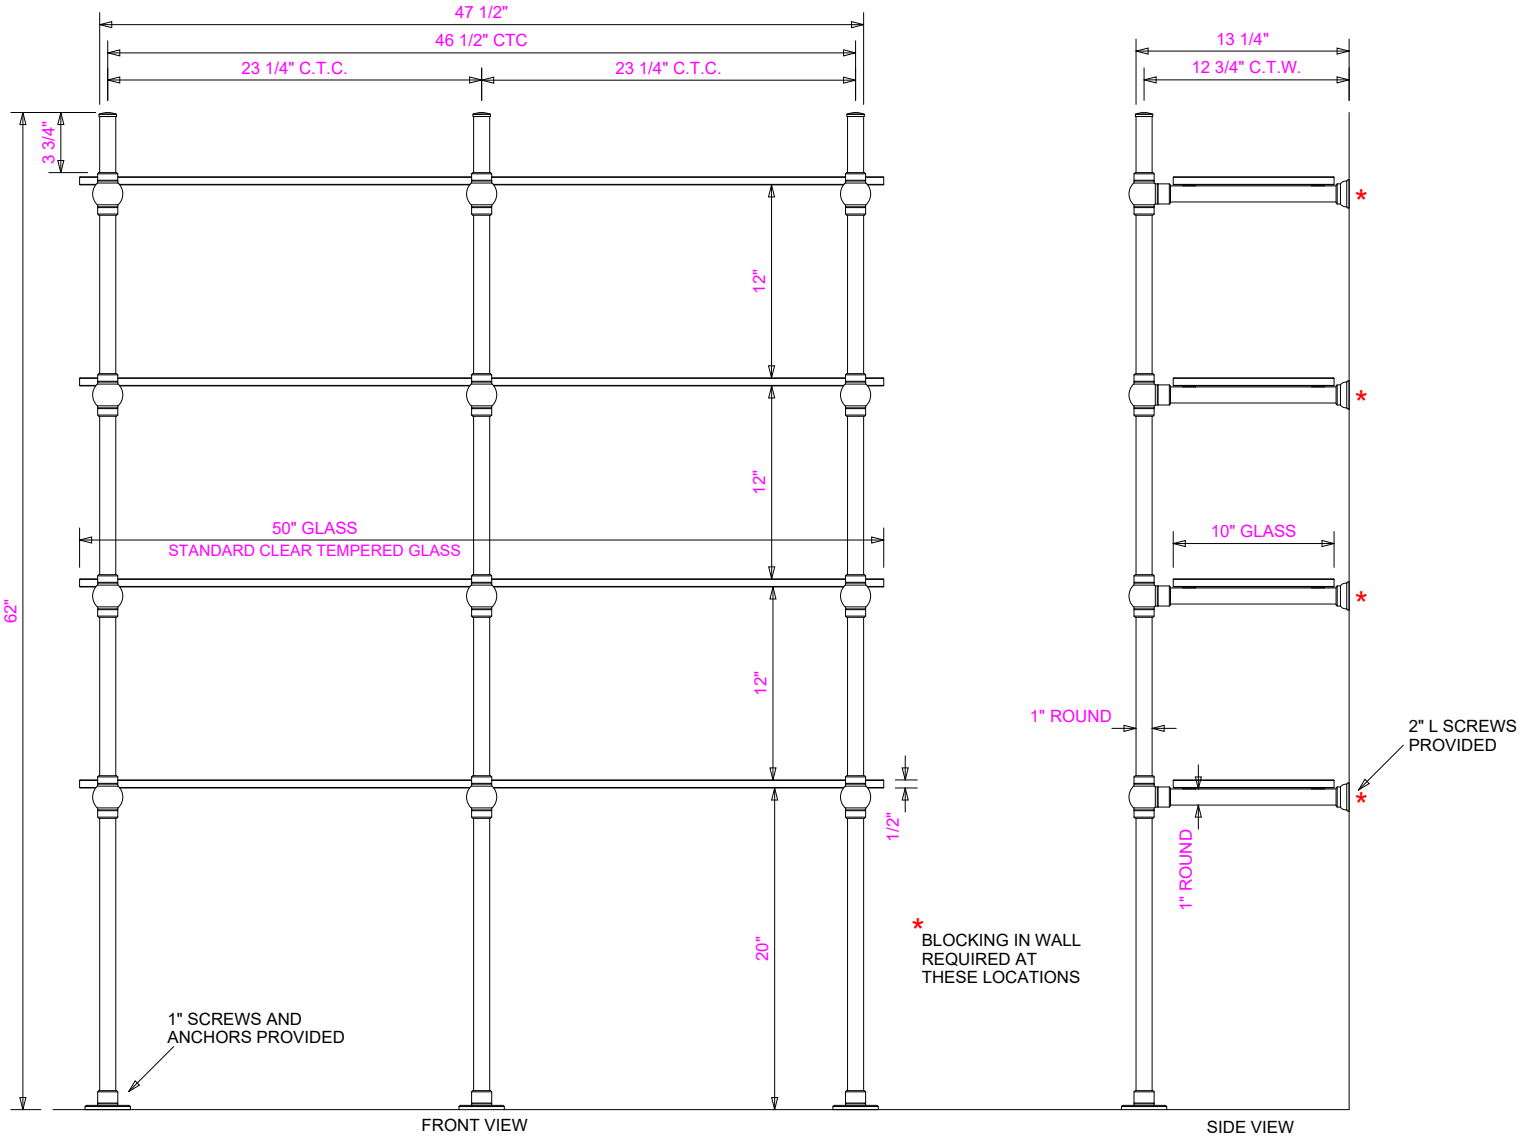 47 1/2"
46 1/2" CTC
23 1/4" C.T.C.
23 1/4" C.T.C.
3 3/4"
62"
12"
12"
50" GLASS
STANDARD CLEAR TEMPERED GLASS
12"
1/2"
20"
1" SCREWS AND
ANCHORS PROVIDED
FRONT VIEW
*
BLOCKING IN WALL
REQUIRED AT
THESE LOCATIONS
13 1/4"
12 3/4" C.T.W.
*
*
10" GLASS
*
1" ROUND
2" L SCREWS
PROVIDED
*
1" ROUND
SIDE VIEW